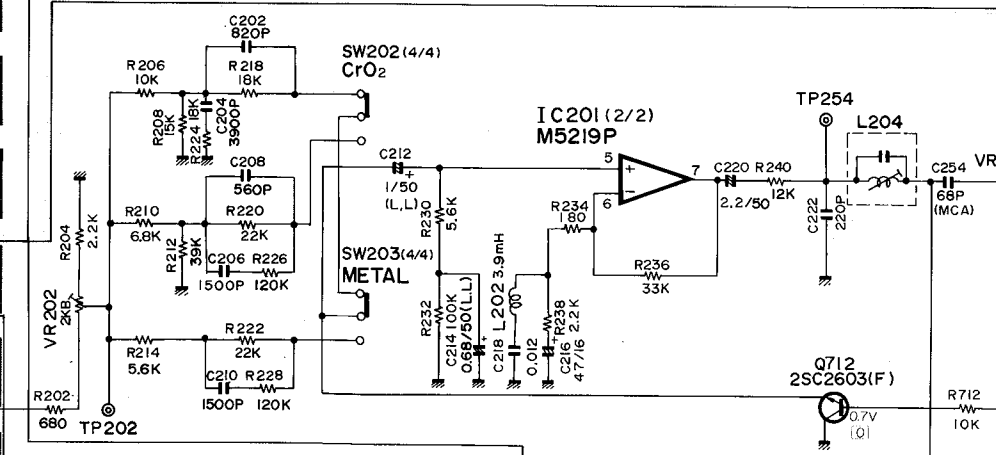 C202
820P
SW202(4/4)
CrO₂
R206
10K
R218
18K
R208
15K
R224 18K
C204
3900P
IC201(2/2)
M5219P
TP254
L204
C208
560P
C212
1/50
(L,L)
+
5
+
6
−
7
C220
2.2/50
R240
12K
C222
220P
C254
68P
(MCA)
VR
R204
2.2K
R210
6.8K
R220
22K
R212
39K
C206
1500P
R226
120K
R230
5.6K
R234
180
R236
33K
SW203(4/4)
METAL
VR202
2KB
R214
5.6K
R222
22K
C210
1500P
R228
120K
R232
100K
C214
0.68/50(L.L)
+
L202 3.9mH
C218
0.012
R238
2.2K
C216
47/16
+
R202
680
TP202
Q712
2SC2603(F)
0.7V
(0)
R712
10K